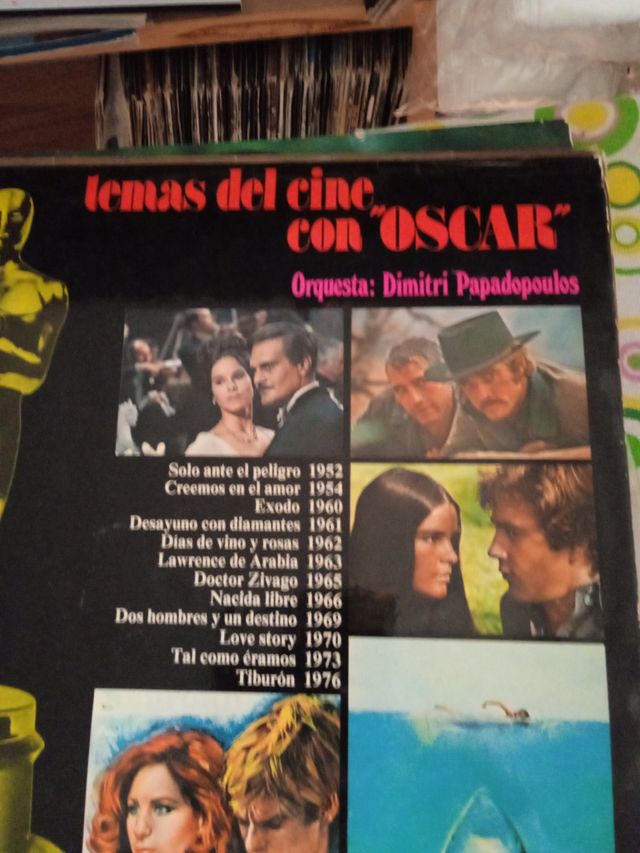 temas del cine
con "OSCAR"
Orquesta: Dimitri Papadopoulos
Solo ante el peligro 1952
Creemos en el amor 1954
Exodo 1960
Desayuno con diamantes 1961
Días de vino y rosas 1962
Lawrence de Arabia 1963
Doctor Zivago 1965
Nacida libre 1966
Dos hombres y un destino 1969
Love story 1970
Tal como éramos 1973
Tiburón 1976